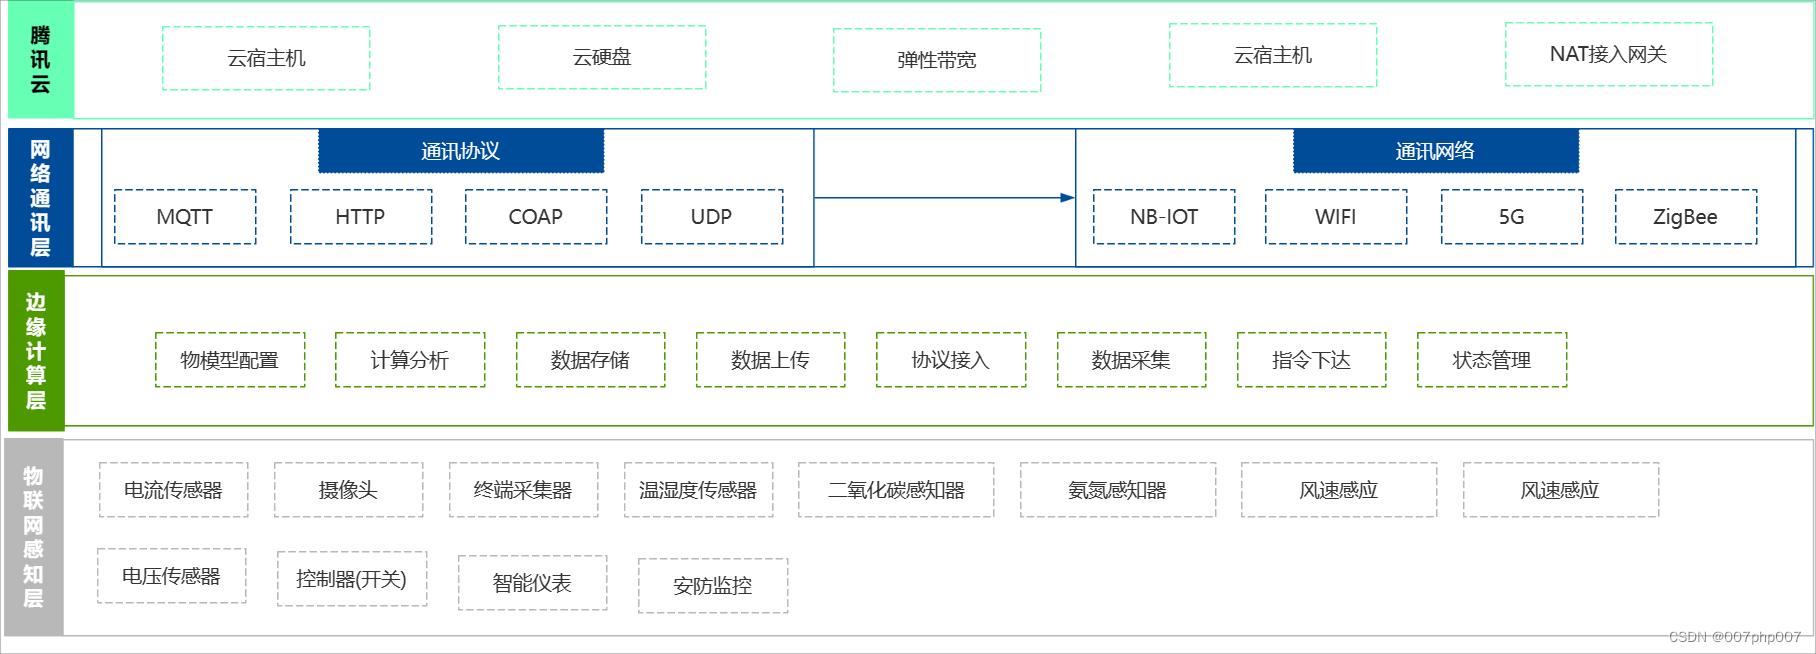 腾讯云
云宿主机
云硬盘
弹性带宽
云宿主机
NAT接入网关
网络通讯层
通讯协议
MQTT
HTTP
COAP
UDP
通讯网络
NB-IOT
WIFI
5G
ZigBee
边缘计算层
物模型配置
计算分析
数据存储
数据上传
协议接入
数据采集
指令下达
状态管理
物联网感知层
电流传感器
摄像头
终端采集器
温湿度传感器
二氧化碳感知器
氨氮感知器
风速感应
风速感应
电压传感器
控制器(开关)
智能仪表
安防监控
CSDN @007php007